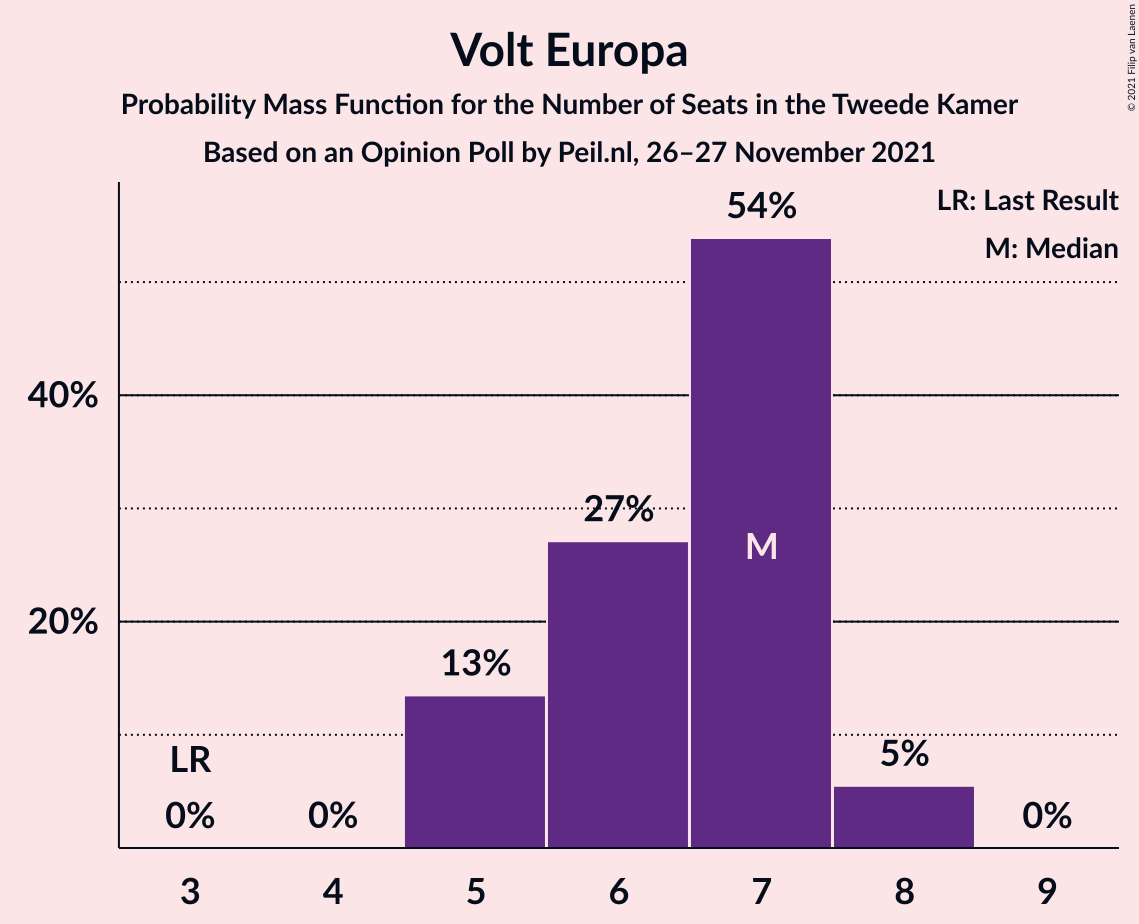 Volt Europa
Probability Mass Function for the Number of Seats in the Tweede Kamer
Based on an Opinion Poll by Peil.nl, 26–27 November 2021
© 2021 Filip van Laenen
LR: Last Result
M: Median
54%
40%
27%
M
20%
13%
LR
5%
0%
0%
0%
3 4 5 6 7 8 9